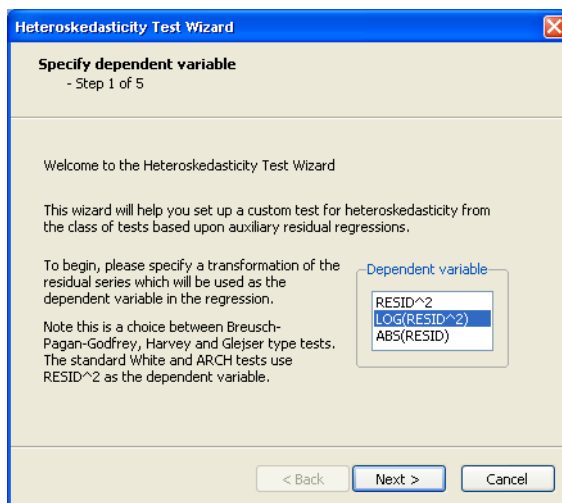 Heteroskedasticity Test Wizard
Specify dependent variable
- Step 1 of 5
Welcome to the Heteroskedasticity Test Wizard
This wizard will help you set up a custom test for heteroskedasticity from
the class of tests based upon auxiliary residual regressions.
To begin, please specify a transformation of the
residual series which will be used as the
dependent variable in the regression.
Note this is a choice between Breusch-
Pagan-Godfrey, Harvey and Glejser type tests.
The standard White and ARCH tests use
RESID^2 as the dependent variable.
Dependent variable
RESID^2
LOG(RESID^2)
ABS(RESID)
< Back
Next >
Cancel